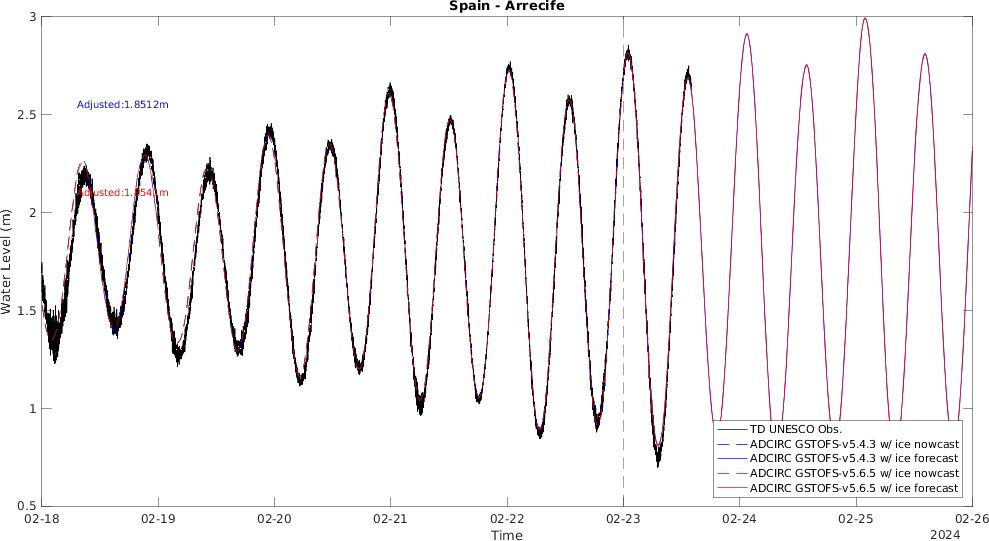 Spain - Arrecife
3
2.5
2
1.5
1
0.5
Water Level (m)
Adjusted:1.8512m
02-18
02-19
02-20
02-21
02-22
02-23
02-24
02-25
02-26
Time
2024
TD UNESCO Obs.
ADCIRC GSTOFS-v5.4.3 w/ ice nowcast
ADCIRC GSTOFS-v5.4.3 w/ ice forecast
ADCIRC GSTOFS-v5.6.5 w/ ice nowcast
ADCIRC GSTOFS-v5.6.5 w/ ice forecast